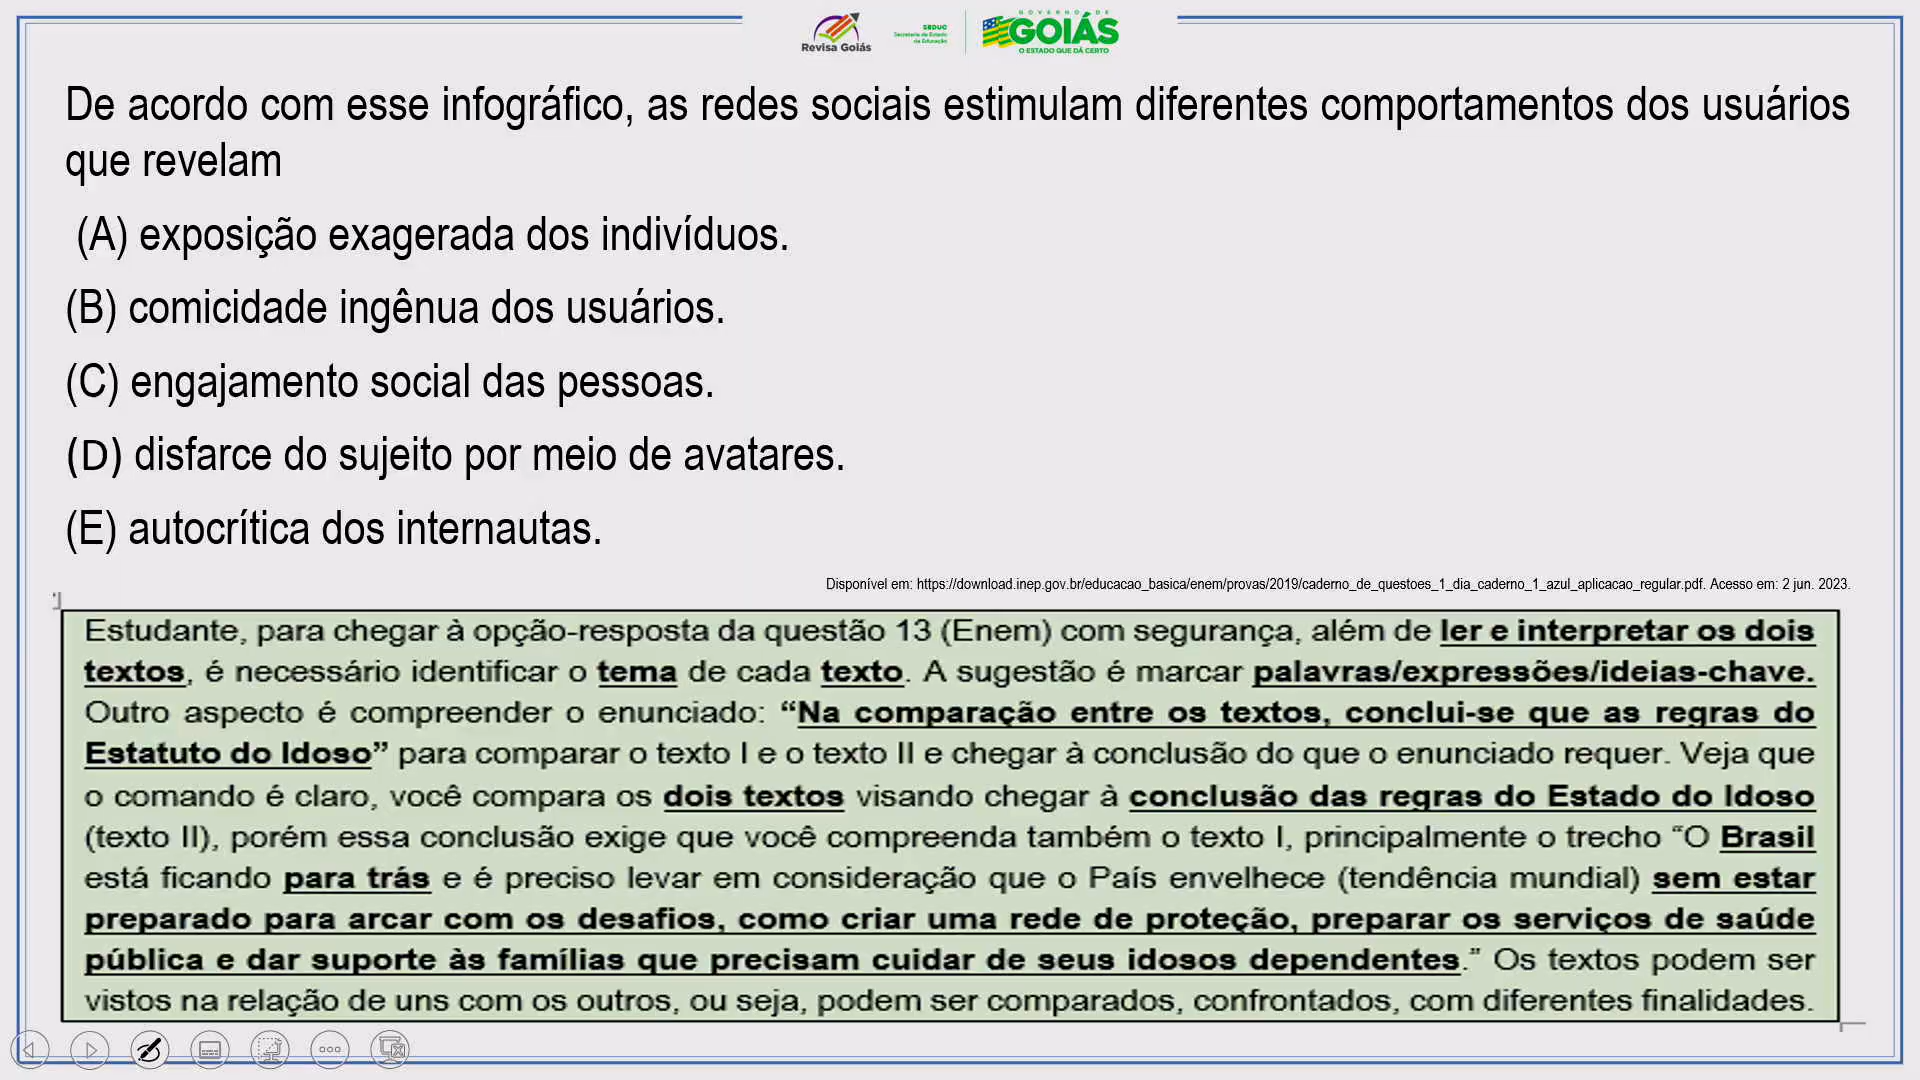 Revisa Goiás
SEDUC
Secretaria de Estado
da Educação
GOVERNO DE
GOIÁS
O ESTADO QUE DÁ CERTO
De acordo com esse infográfico, as redes sociais estimulam diferentes comportamentos dos usuários
que revelam
(A) exposição exagerada dos indivíduos.
(B) comicidade ingênua dos usuários.
(C) engajamento social das pessoas.
(D) disfarce do sujeito por meio de avatares.
(E) autocrítica dos internautas.
Disponível em: https://download.inep.gov.br/educacao_basica/enem/provas/2019/caderno_de_questoes_1_dia_caderno_1_azul_aplicacao_regular.pdf. Acesso em: 2 jun. 2023.
Estudante, para chegar à opção-resposta da questão 13 (Enem) com segurança, além de ler e interpretar os dois
textos, é necessário identificar o tema de cada texto. A sugestão é marcar palavras/expressões/ideias-chave.
Outro aspecto é compreender o enunciado: “Na comparação entre os textos, conclui-se que as regras do
Estatuto do Idoso” para comparar o texto I e o texto II e chegar à conclusão do que o enunciado requer. Veja que
o comando é claro, você compara os dois textos visando chegar à conclusão das regras do Estado do Idoso
(texto II), porém essa conclusão exige que você compreenda também o texto I, principalmente o trecho “O Brasil
está ficando para trás e é preciso levar em consideração que o País envelhece (tendência mundial) sem estar
preparado para arcar com os desafios, como criar uma rede de proteção, preparar os serviços de saúde
pública e dar suporte às famílias que precisam cuidar de seus idosos dependentes.” Os textos podem ser
vistos na relação de uns com os outros, ou seja, podem ser comparados, confrontados, com diferentes finalidades.